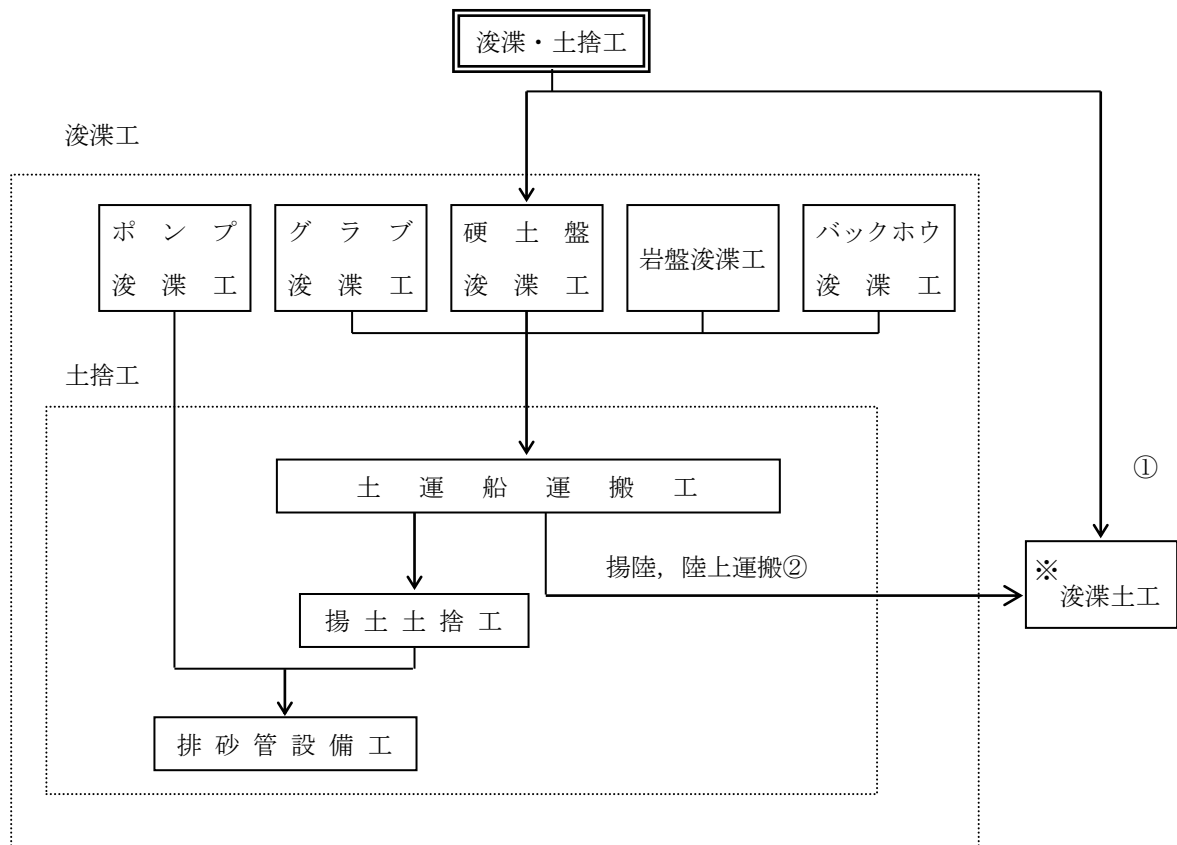 浚渫・土捨工
浚渫工
ポンプ
浚渫工
グラブ
浚渫工
硬土盤
浚渫工
岩盤浚渫工
バックホウ
浚渫工
土捨工
土運船運搬工
①
揚陸，陸上運搬②
※
浚渫土工
揚土土捨工
排砂管設備工